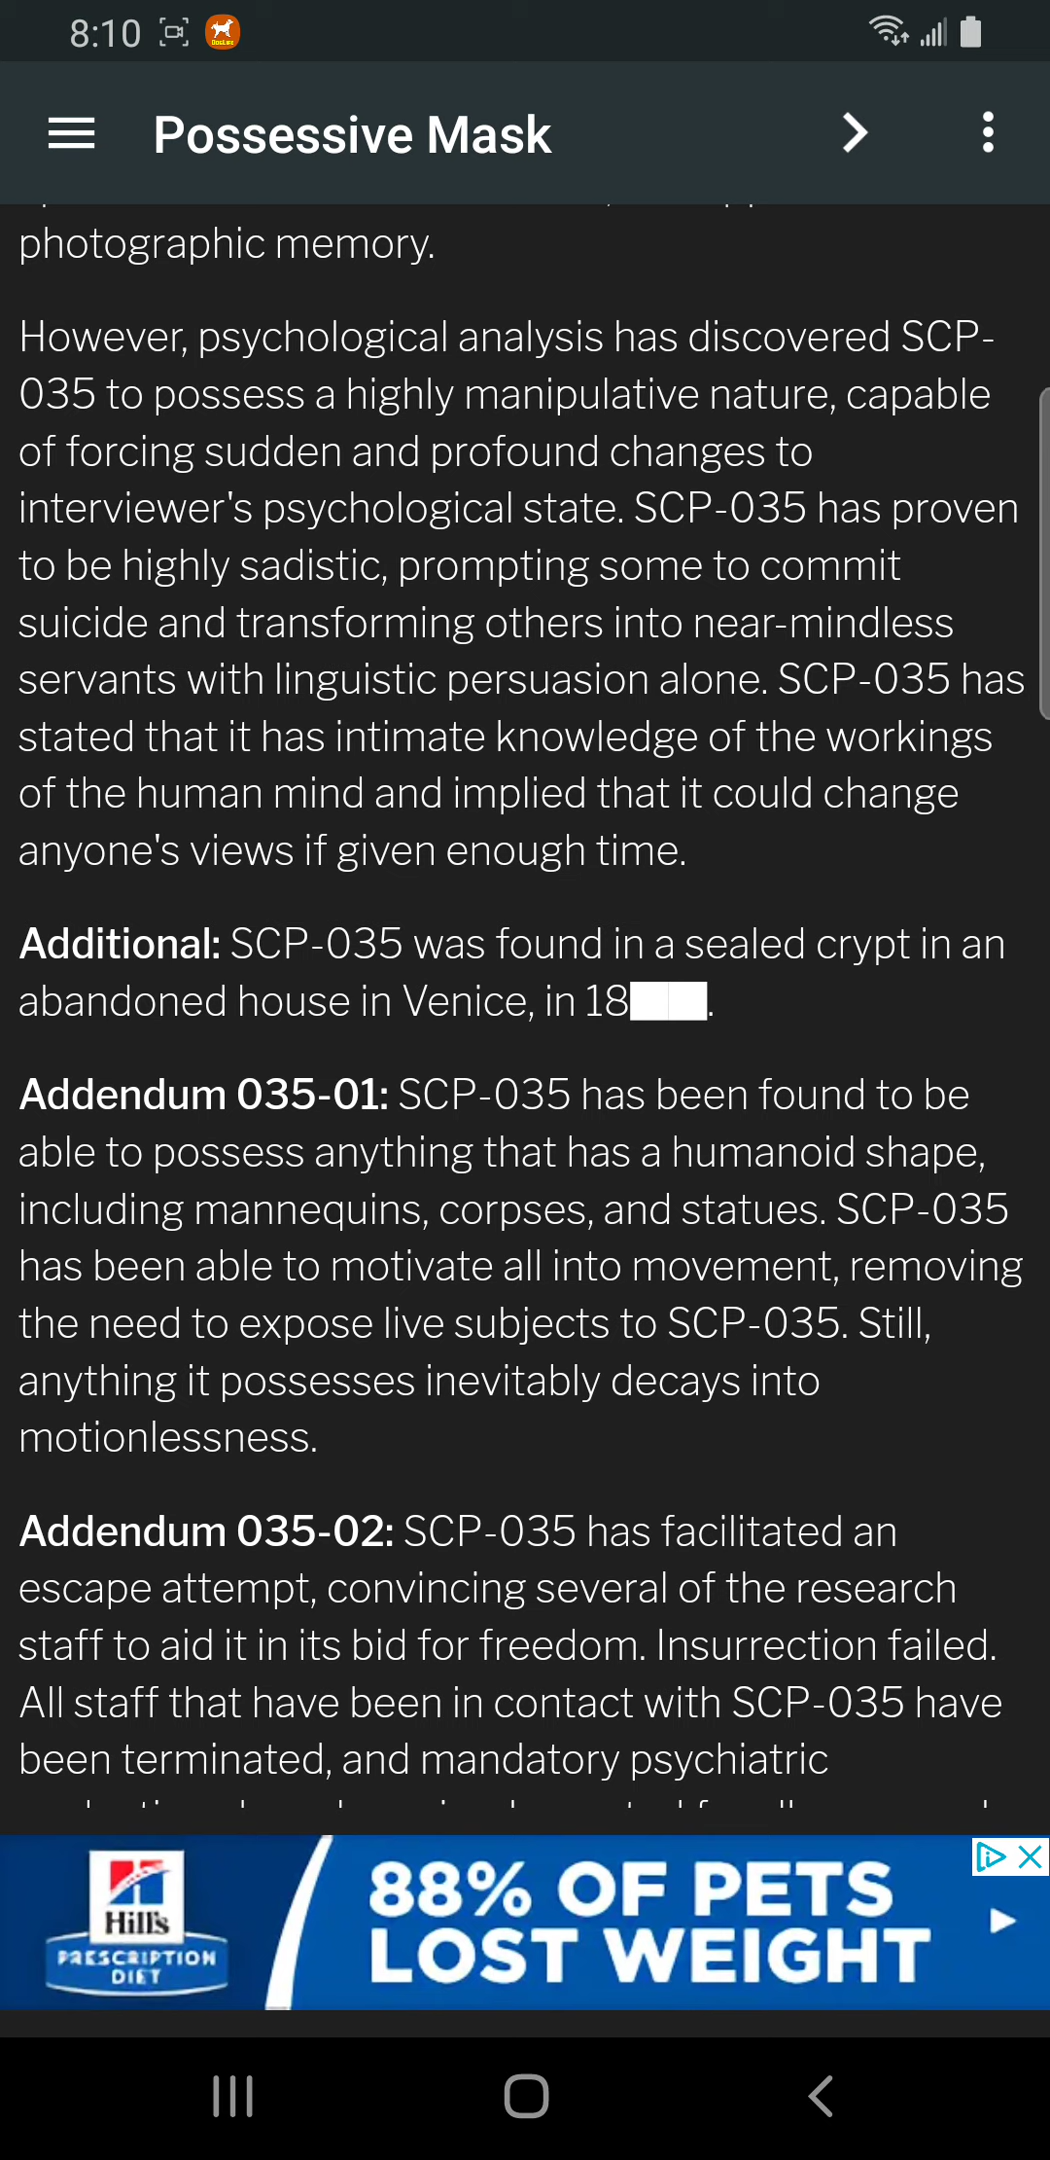 8:10
Possessive Mask
photographic memory.
However, psychological analysis has discovered SCP-
035 to possess a highly manipulative nature, capable
of forcing sudden and profound changes to
interviewer's psychological state. SCP-035 has proven
to be highly sadistic, prompting some to commit
suicide and transforming others into near-mindless
servants with linguistic persuasion alone. SCP-035 has
stated that it has intimate knowledge of the workings
of the human mind and implied that it could change
anyone's views if given enough time.
Additional: SCP-035 was found in a sealed crypt in an
abandoned house in Venice, in 18██.
Addendum 035-01: SCP-035 has been found to be
able to possess anything that has a humanoid shape,
including mannequins, corpses, and statues. SCP-035
has been able to motivate all into movement, removing
the need to expose live subjects to SCP-035. Still,
anything it possesses inevitably decays into
motionlessness.
Addendum 035-02: SCP-035 has facilitated an
escape attempt, convincing several of the research
staff to aid it in its bid for freedom. Insurrection failed.
All staff that have been in contact with SCP-035 have
been terminated, and mandatory psychiatric
Hill's
PRESCRIPTION
DIET
88% OF PETS
LOST WEIGHT